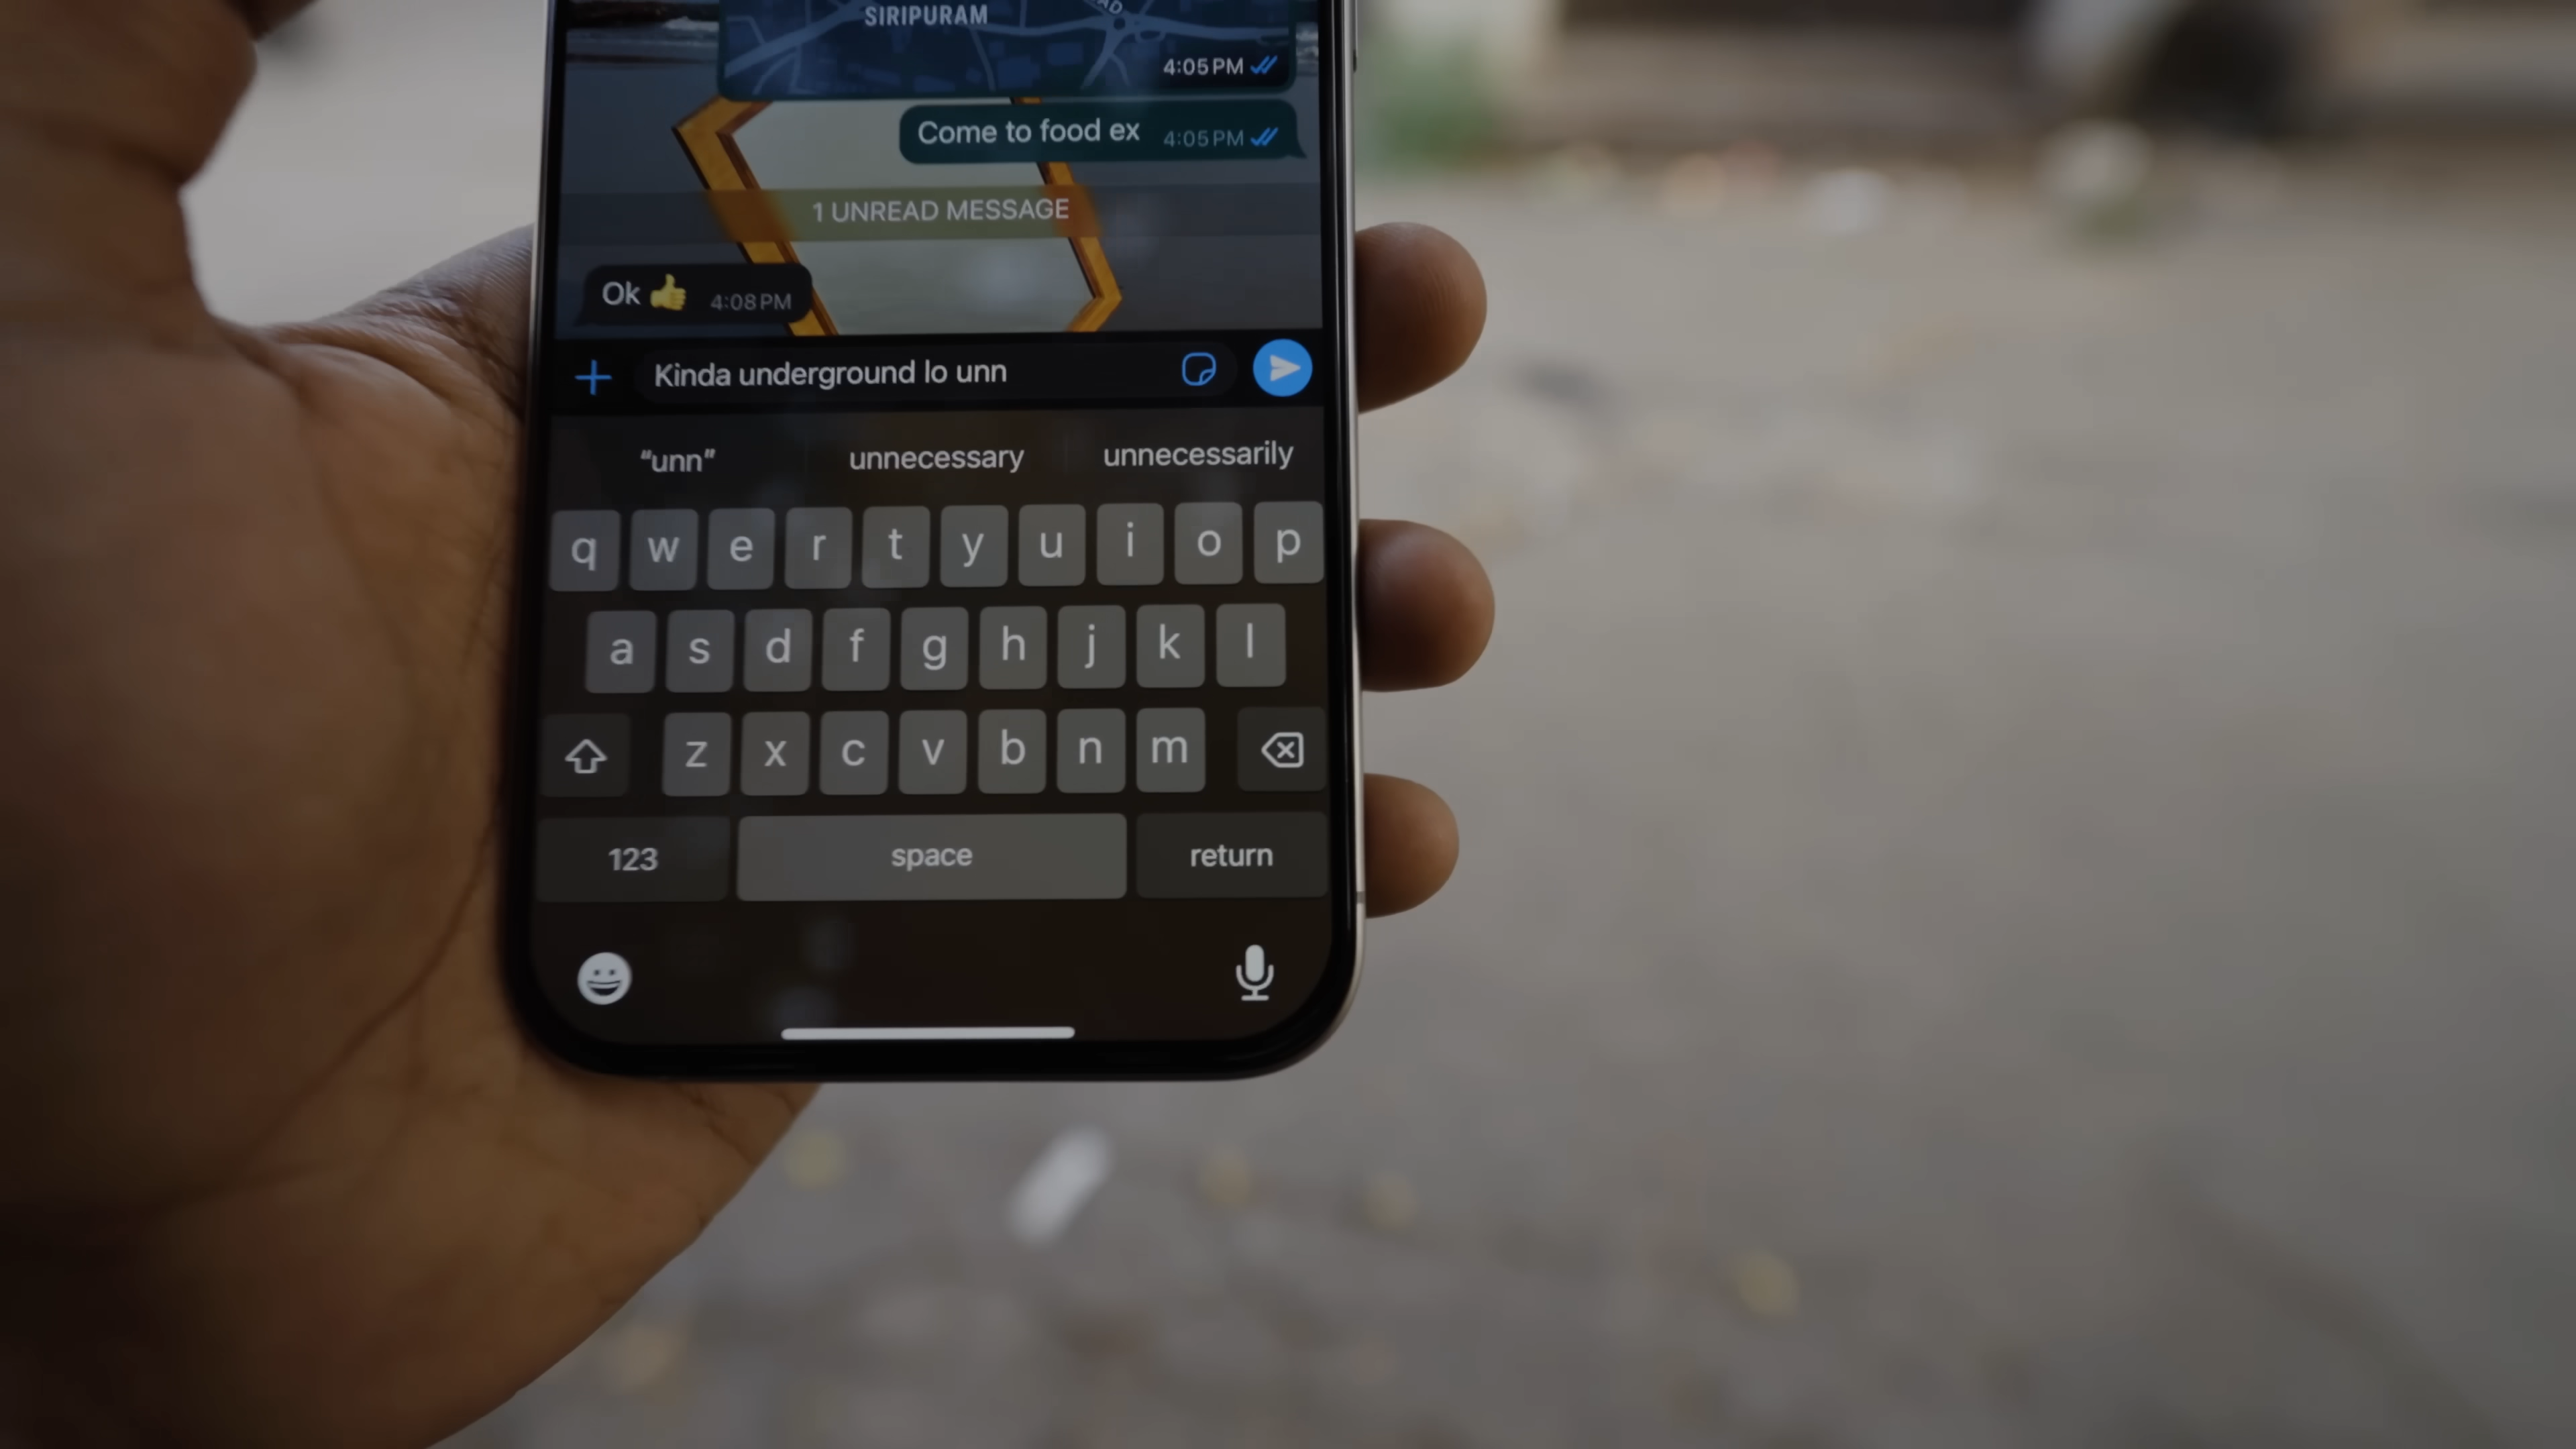 SIRIPURAM
AD
4:05 PM
Come to food ex 4:05 PM
1 UNREAD MESSAGE
Ok 👍 4:08 PM
Kinda underground lo unn
“unn” unnecessary unnecessarily
q w e r t y u i o p
a s d f g h j k l
z x c v b n m
123 space return